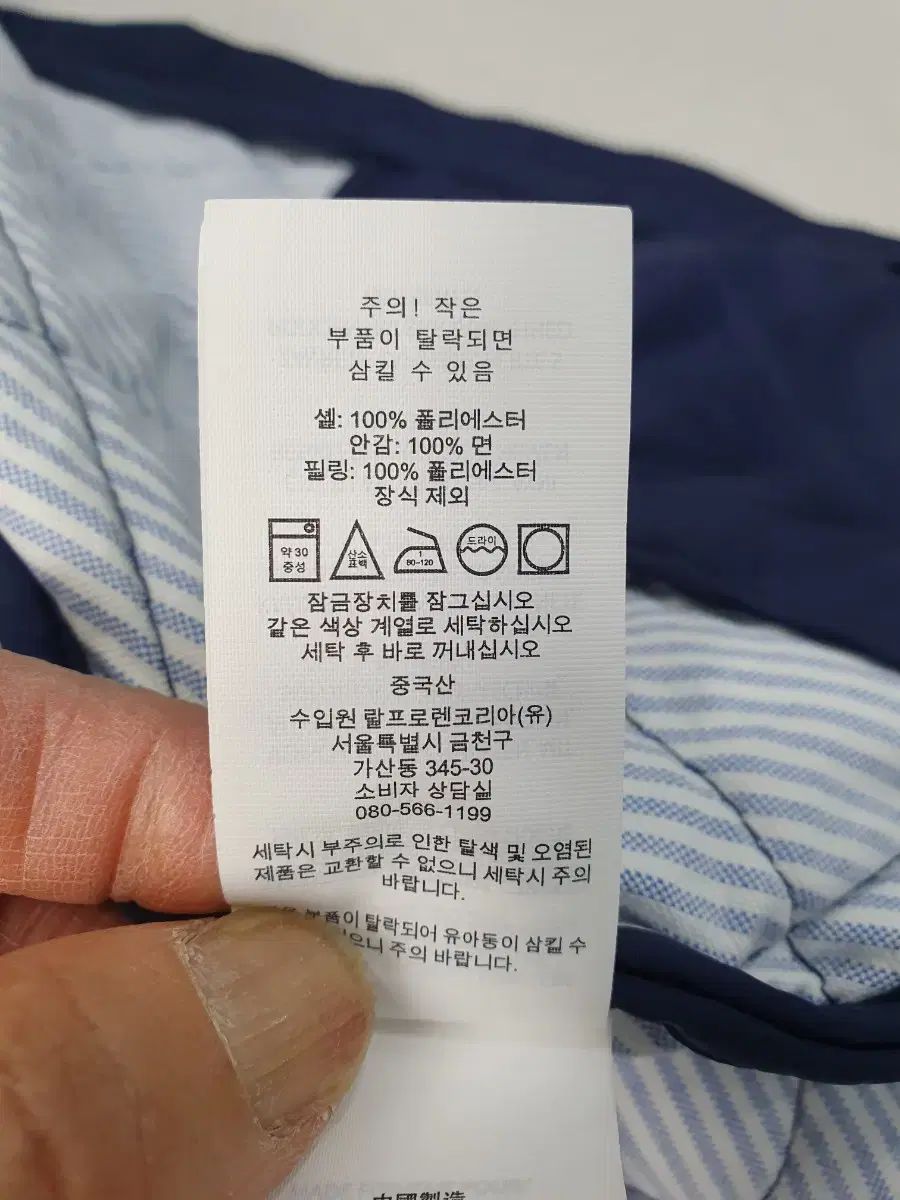 주의! 작은
부품이 탈락되면
삼킬 수 있음
셸: 100% 폴리에스터
안감: 100% 면
필링: 100% 폴리에스터
장식 제외
약 30
중성
산소
표백
1
80-120
드라이
잠금장치를 잠그십시오
같은 색상 계열로 세탁하십시오
세탁 후 바로 꺼내십시오
중국산
수입원 랄프로렌코리아(유)
서울특별시 금천구
가산동 345-30
소비자 상담실
080-566-1199
세탁시 부주의로 인한 탈색 및 오염된
제품은 교환할 수 없으니 세탁시 주의
바랍니다.
부품이 탈락되어 유아동이 삼킬 수
주의 바랍니다.
中國製造